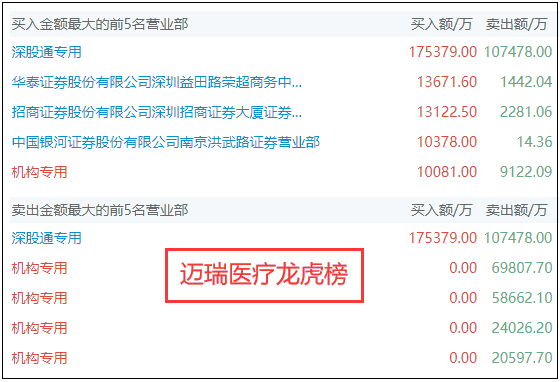 买入金额最大的前5名营业部 买入额/万 卖出额/万
深股通专用 175379.00 107478.00
华泰证券股份有限公司深圳益田路荣超商务中... 13671.60 1442.04
招商证券股份有限公司深圳招商证券大厦证券... 13122.50 2281.06
中国银河证券股份有限公司南京洪武路证券营业部 10378.00 14.36
机构专用 10081.00 9122.09
卖出金额最大的前5名营业部 买入额/万 卖出额/万
深股通专用 175379.00 107478.00
机构专用 0.00 69807.70
迈瑞医疗龙虎榜
机构专用 0.00 58662.10
机构专用 0.00 24026.20
机构专用 0.00 20597.70